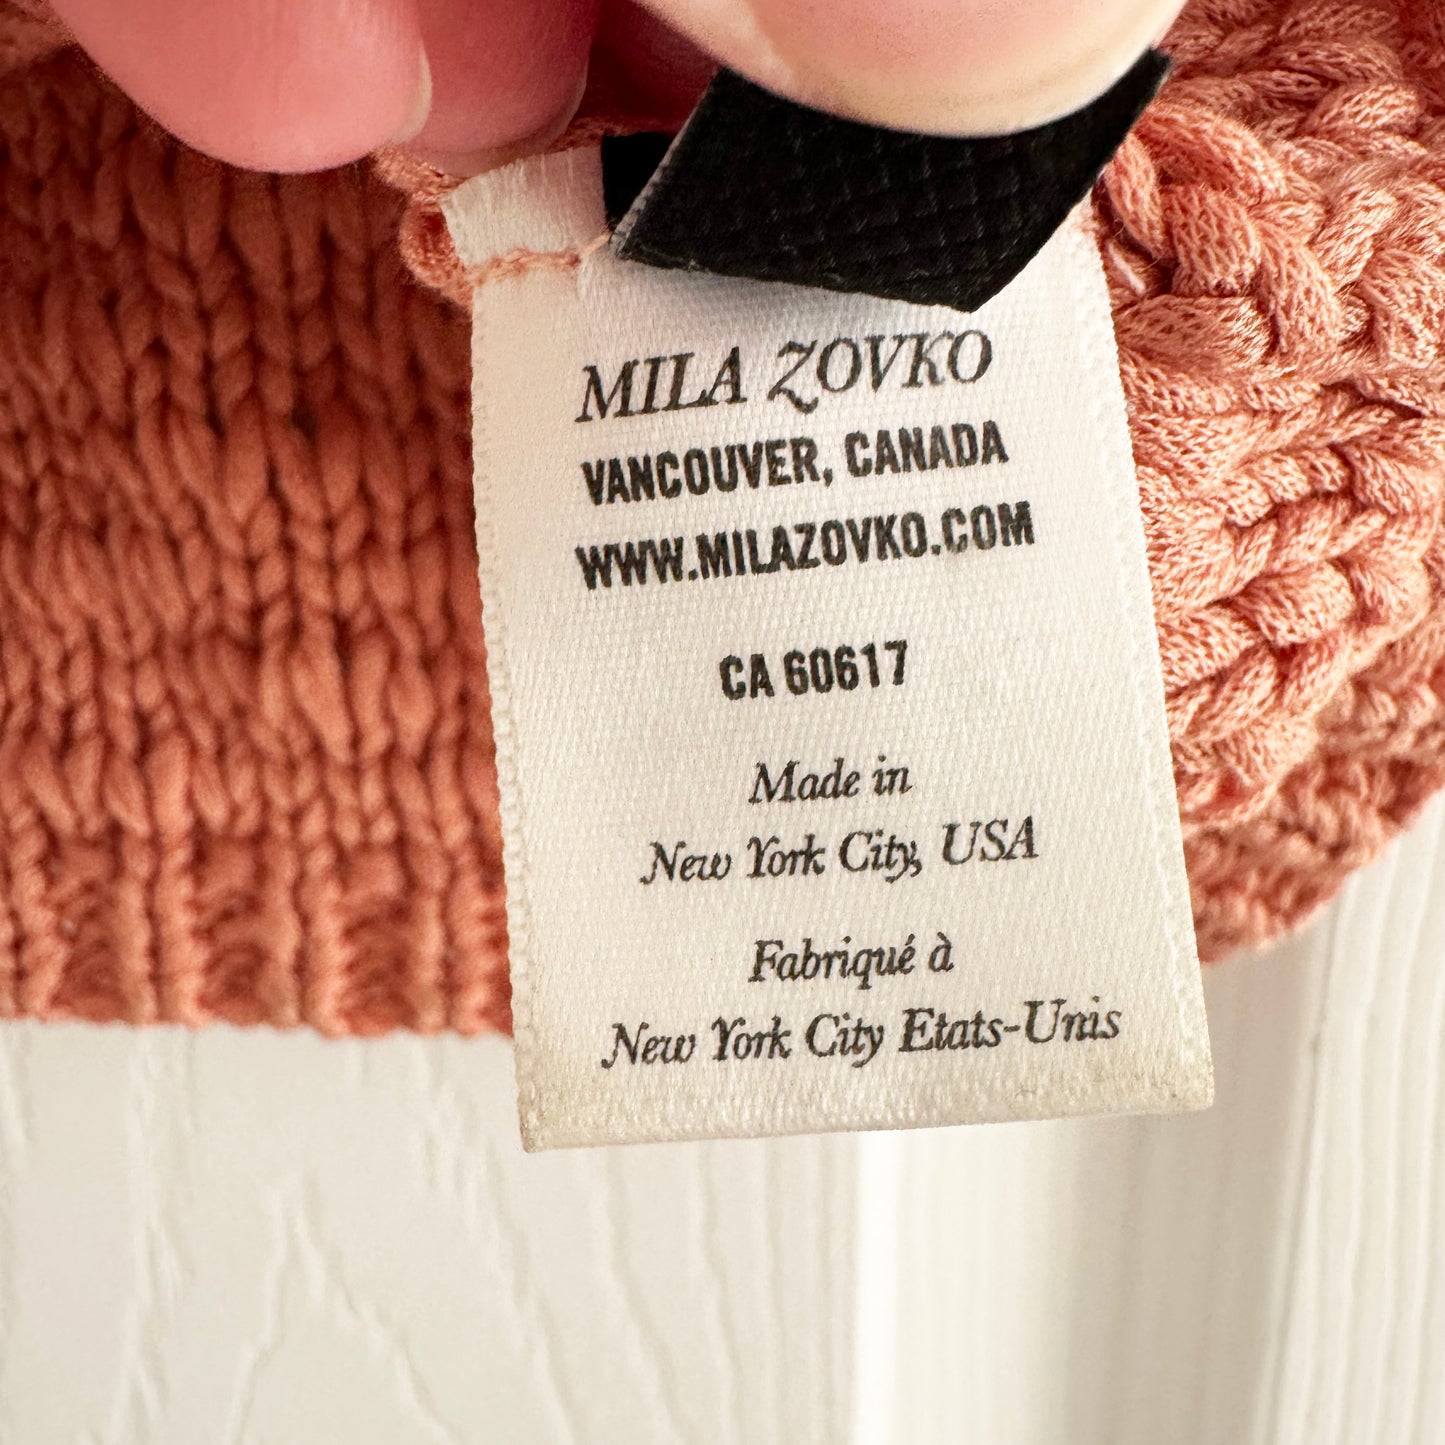 MILA ZOVKO
VANCOUVER, CANADA
WWW.MILAZOVKO.COM
CA 60617
Made in
New York City, USA
Fabriqué à
New York City Etats-Unis